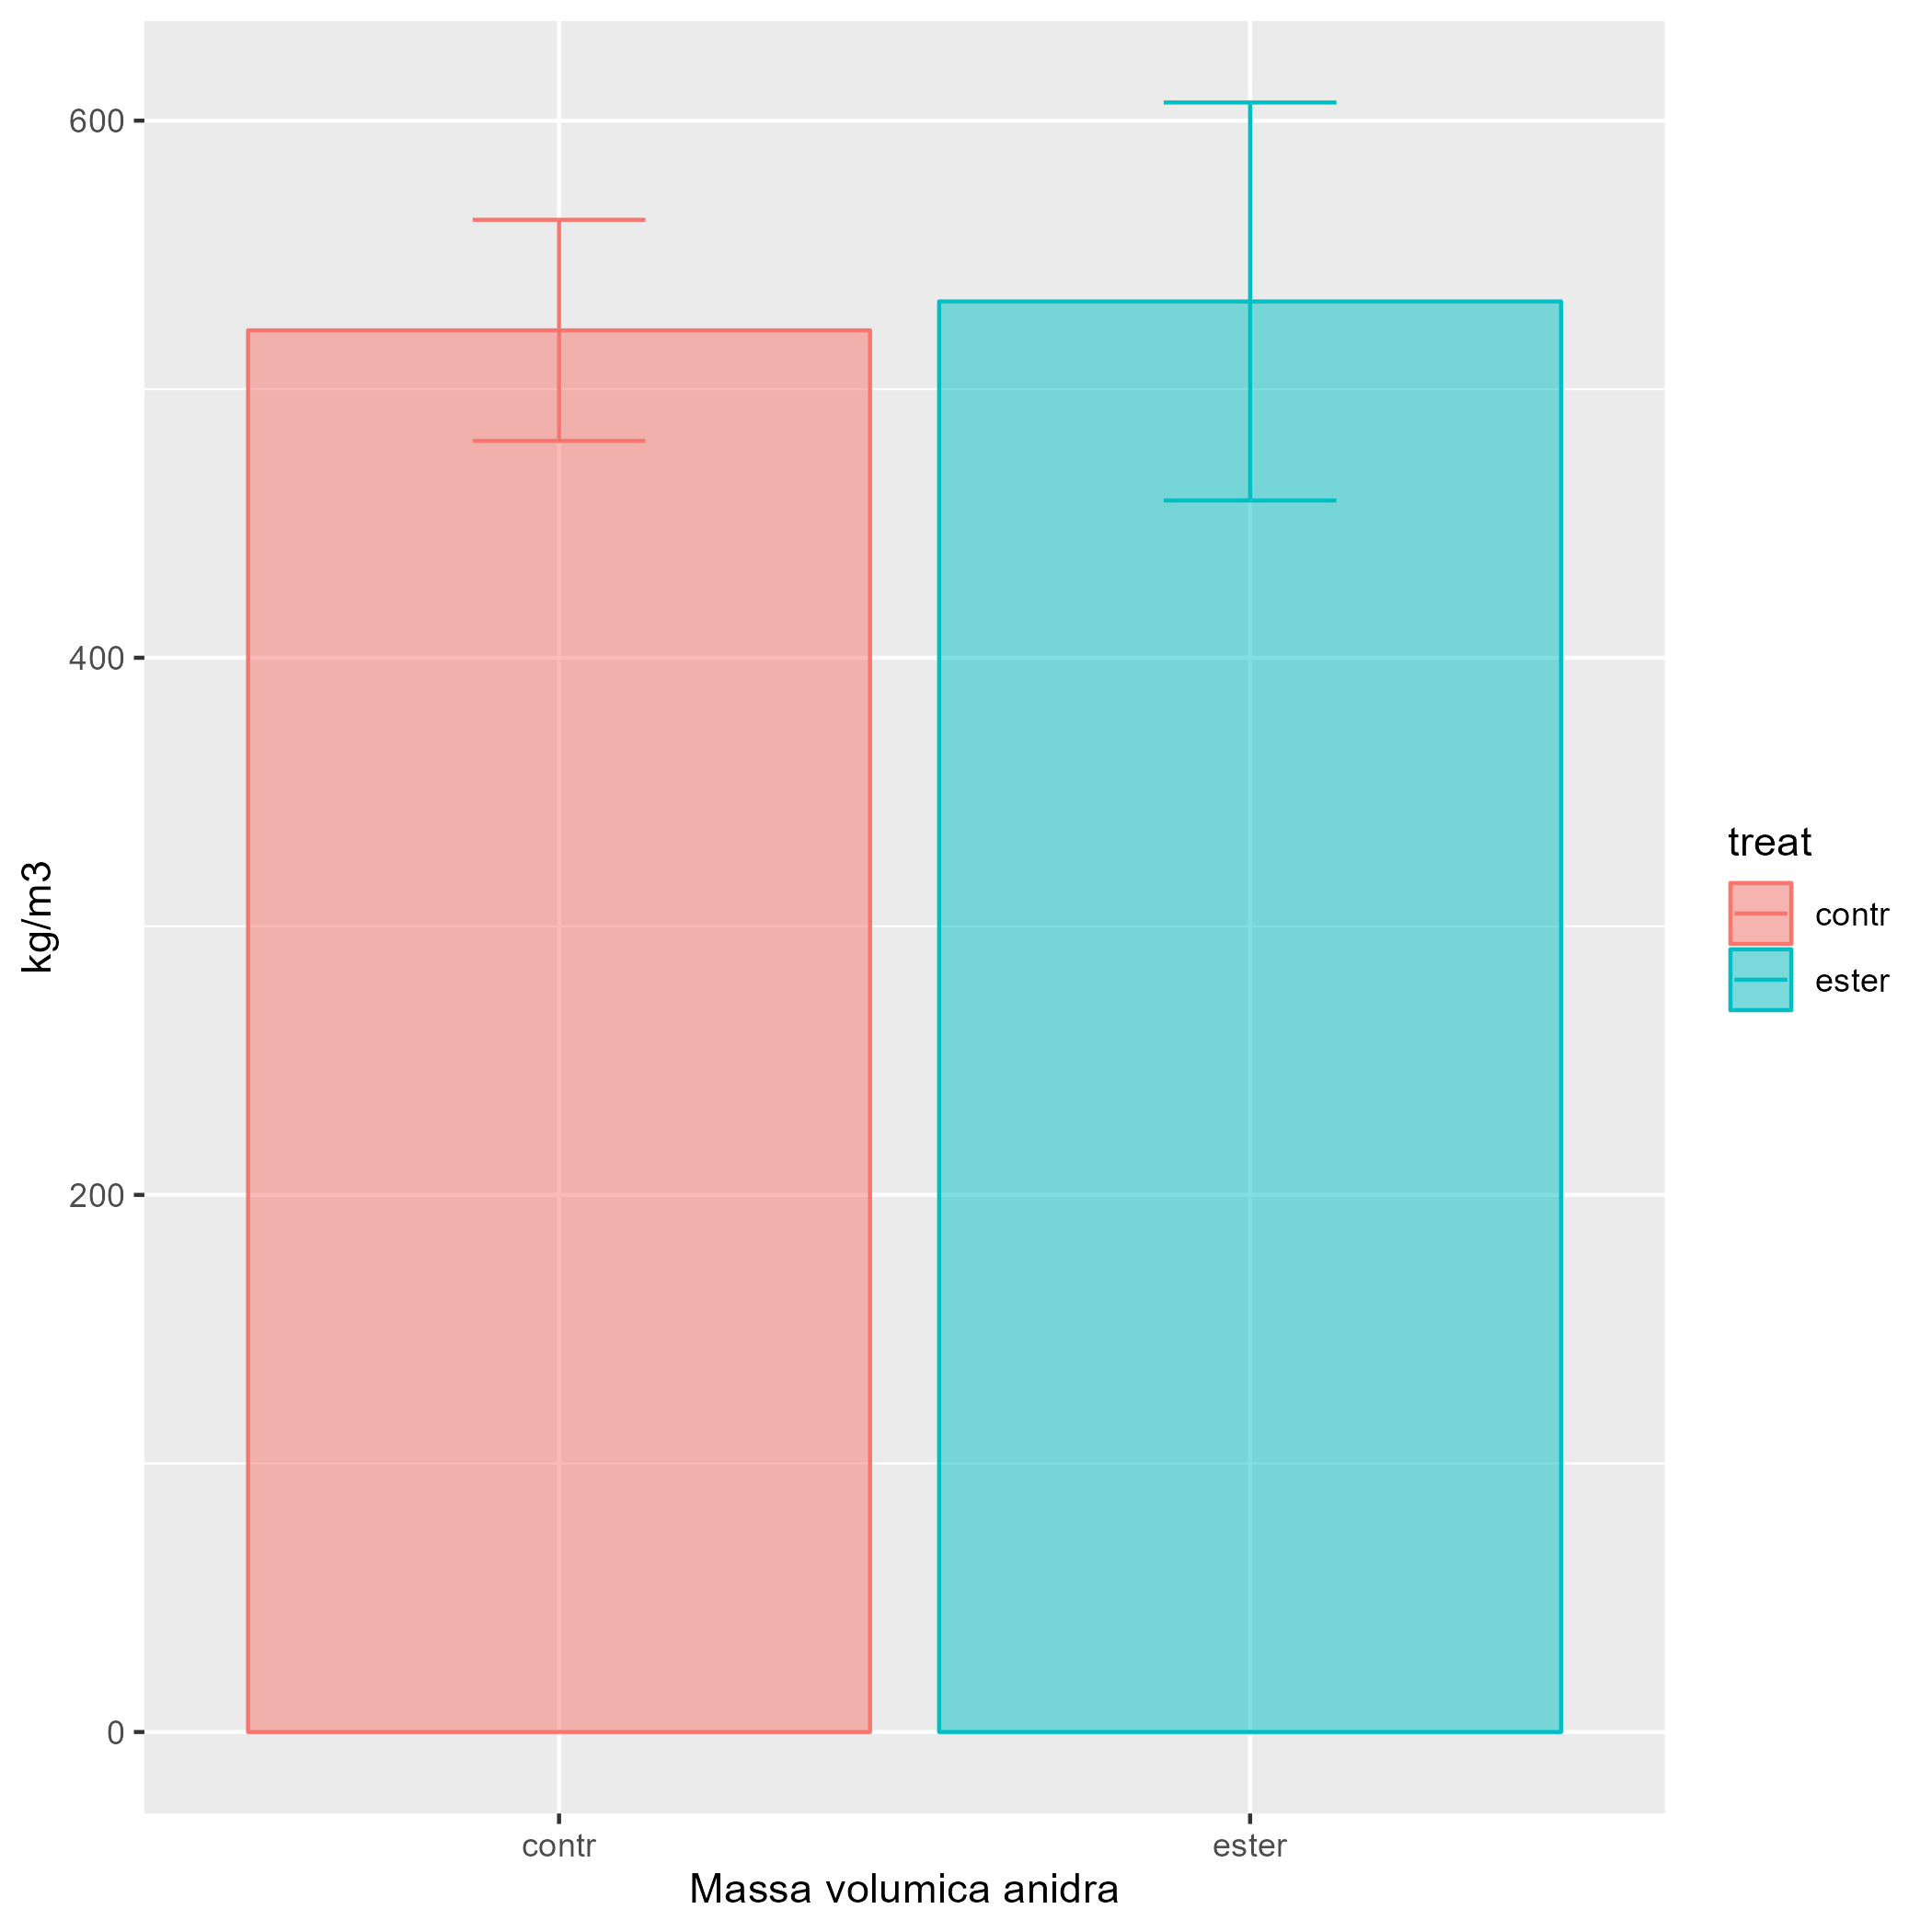 600
400
200
0
kg/m3
contr
ester
Massa volumica anidra
treat
contr
ester